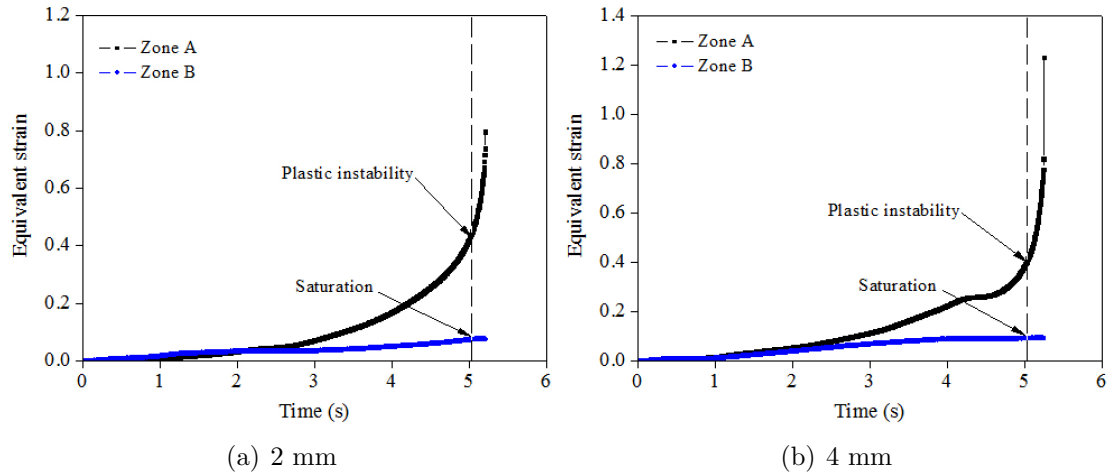 1.2
1.0
0.8
0.6
0.4
0.2
0.0
Equivalent strain
Zone A
Zone B
Plastic instability
Saturation
0 1 2 3 4 5 6
Time (s)
(a) 2 mm
1.4
1.2
1.0
0.8
0.6
0.4
0.2
0.0
Equivalent strain
Zone A
Zone B
Plastic instability
Saturation
0 1 2 3 4 5 6
Time (s)
(b) 4 mm